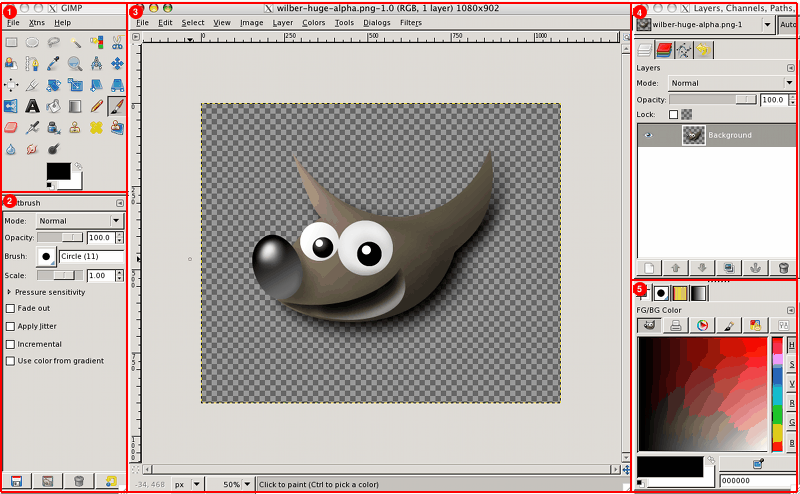 1
GIMP
File Xtns Help
2
tbrush
Mode: Normal
Opacity: 100.0
Brush: Circle (11)
Scale: 1.00
Pressure sensitivity
Fade out
Apply Jitter
Incremental
Use color from gradient
3
wilber-huge-alpha.png-1.0 (RGB, 1 layer) 1080x902
File Edit Select View Image Layer Colors Tools Dialogs Filters
0 250 500 750 1000
-34, 468 px 50% Click to paint (Ctrl to pick a color)
4
Layers, Channels, Paths,
wilber-huge-alpha.png-1 Auto
Layers
Mode: Normal
Opacity: 100.0
Lock:
Background
5
FG/BG Color
H
S
V
R
G
B
000000